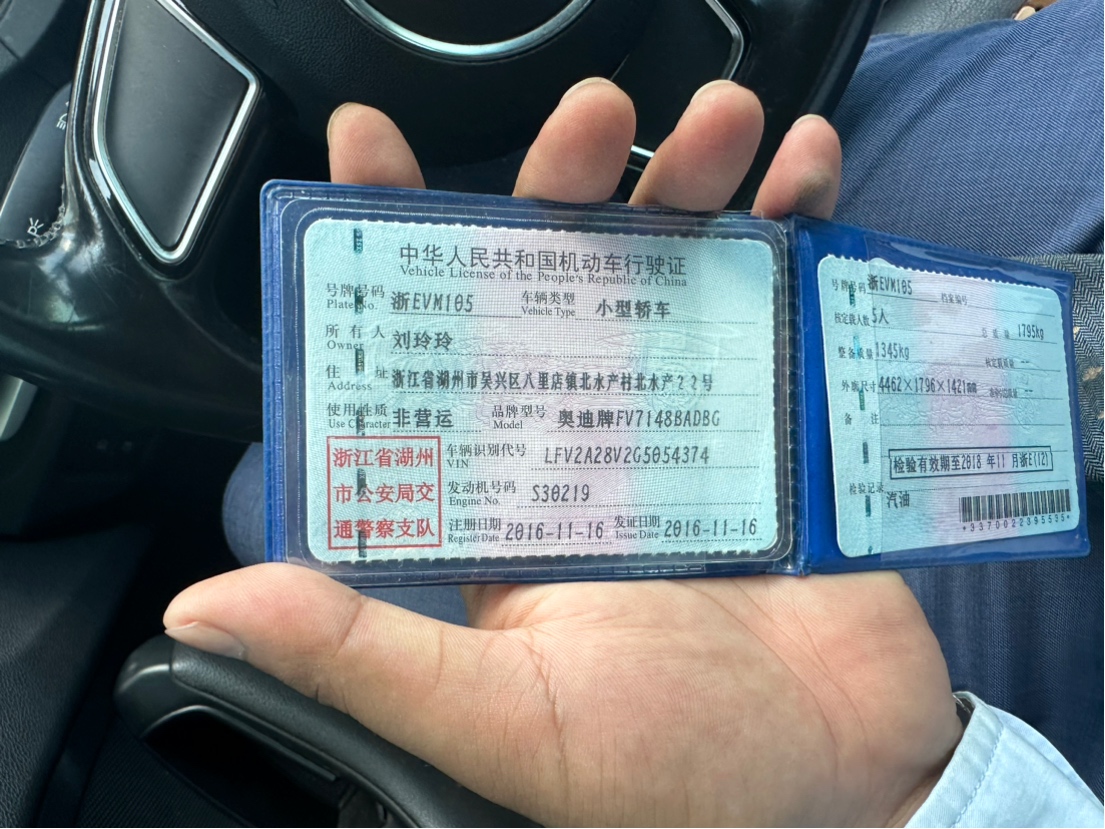 中华人民共和国机动车行驶证
Vehicle License of the People's Republic of China
号牌号码 浙EVM105 车辆类型 小型轿车
Plate No. Vehicle Type
所有人 刘玲玲
Owner
住址 浙江省湖州市吴兴区八里店镇北水产村北水产22号
Address
使用性质 非营运 品牌型号 奥迪牌FV7148BADBG
Use Character Model
浙江省湖州
市公安局交
通警察支队
车辆识别代号 LFV2A28V2G5054374
VIN
发动机号码 S30219
Engine No.
注册日期 2016-11-16 发证日期 2016-11-16
Register Date Issue Date
号牌号码 浙EVM105 档案编号
核定载人数 5人 总质量 1795kg
整备质量 1345kg 核定载质量 --
外廓尺寸 4462×1796×1421mm --
备注
检验有效期至2018年11月浙E(12)
检验记录
汽油
*3370022395535*